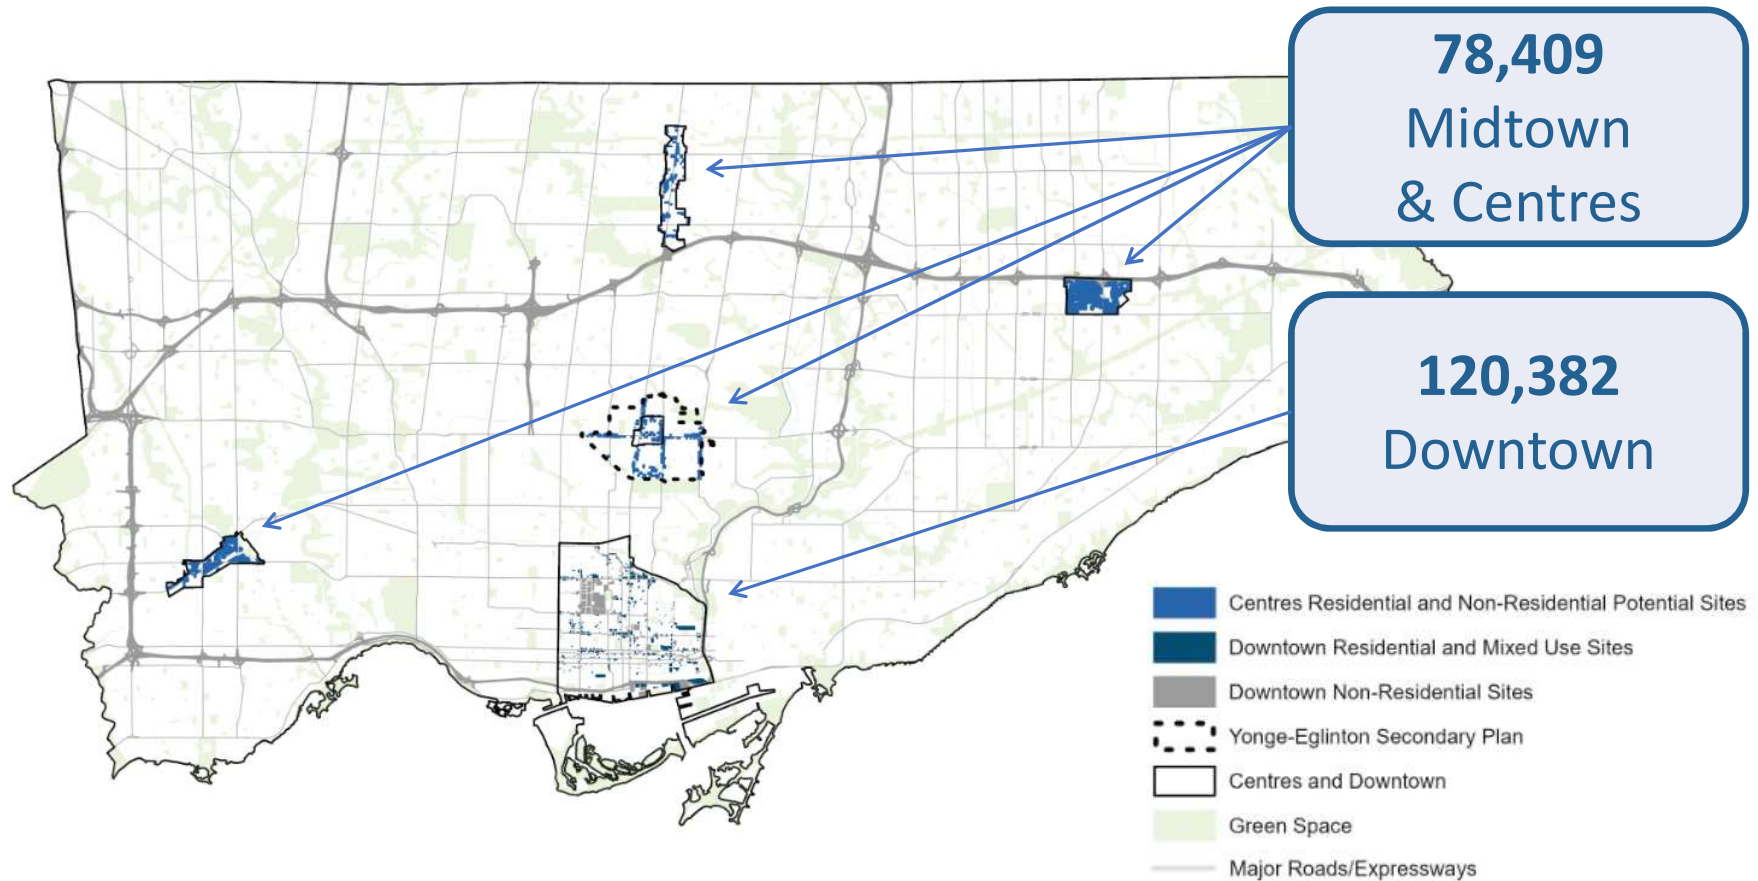 78,409
Midtown
& Centres
120,382
Downtown
Centres Residential and Non-Residential Potential Sites
Downtown Residential and Mixed Use Sites
Downtown Non-Residential Sites
Yonge-Eglinton Secondary Plan
Centres and Downtown
Green Space
Major Roads/Expressways